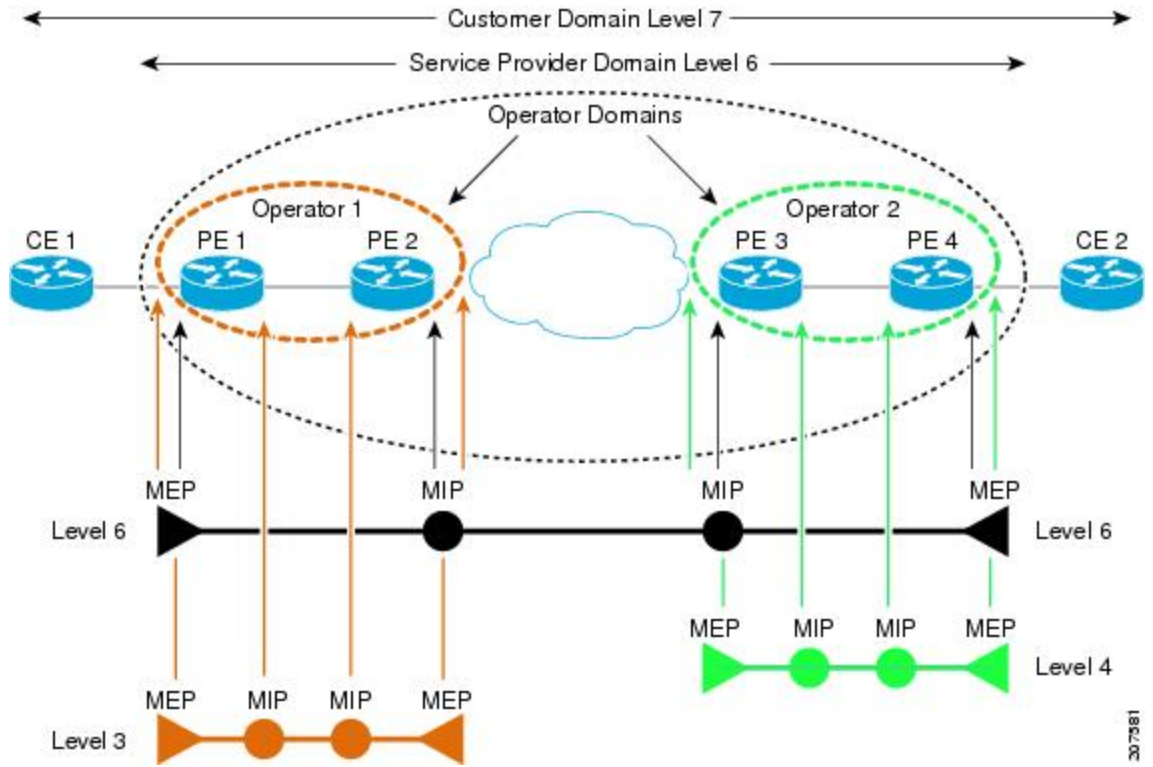 Customer Domain Level 7
Service Provider Domain Level 6
Operator Domains
Operator 1
Operator 2
CE 1
PE 1
PE 2
PE 3
PE 4
CE 2
MEP
MIP
MIP
MEP
Level 6
Level 6
MEP
MIP
MIP
MEP
Level 4
MEP
MIP
MIP
MEP
Level 3
207581